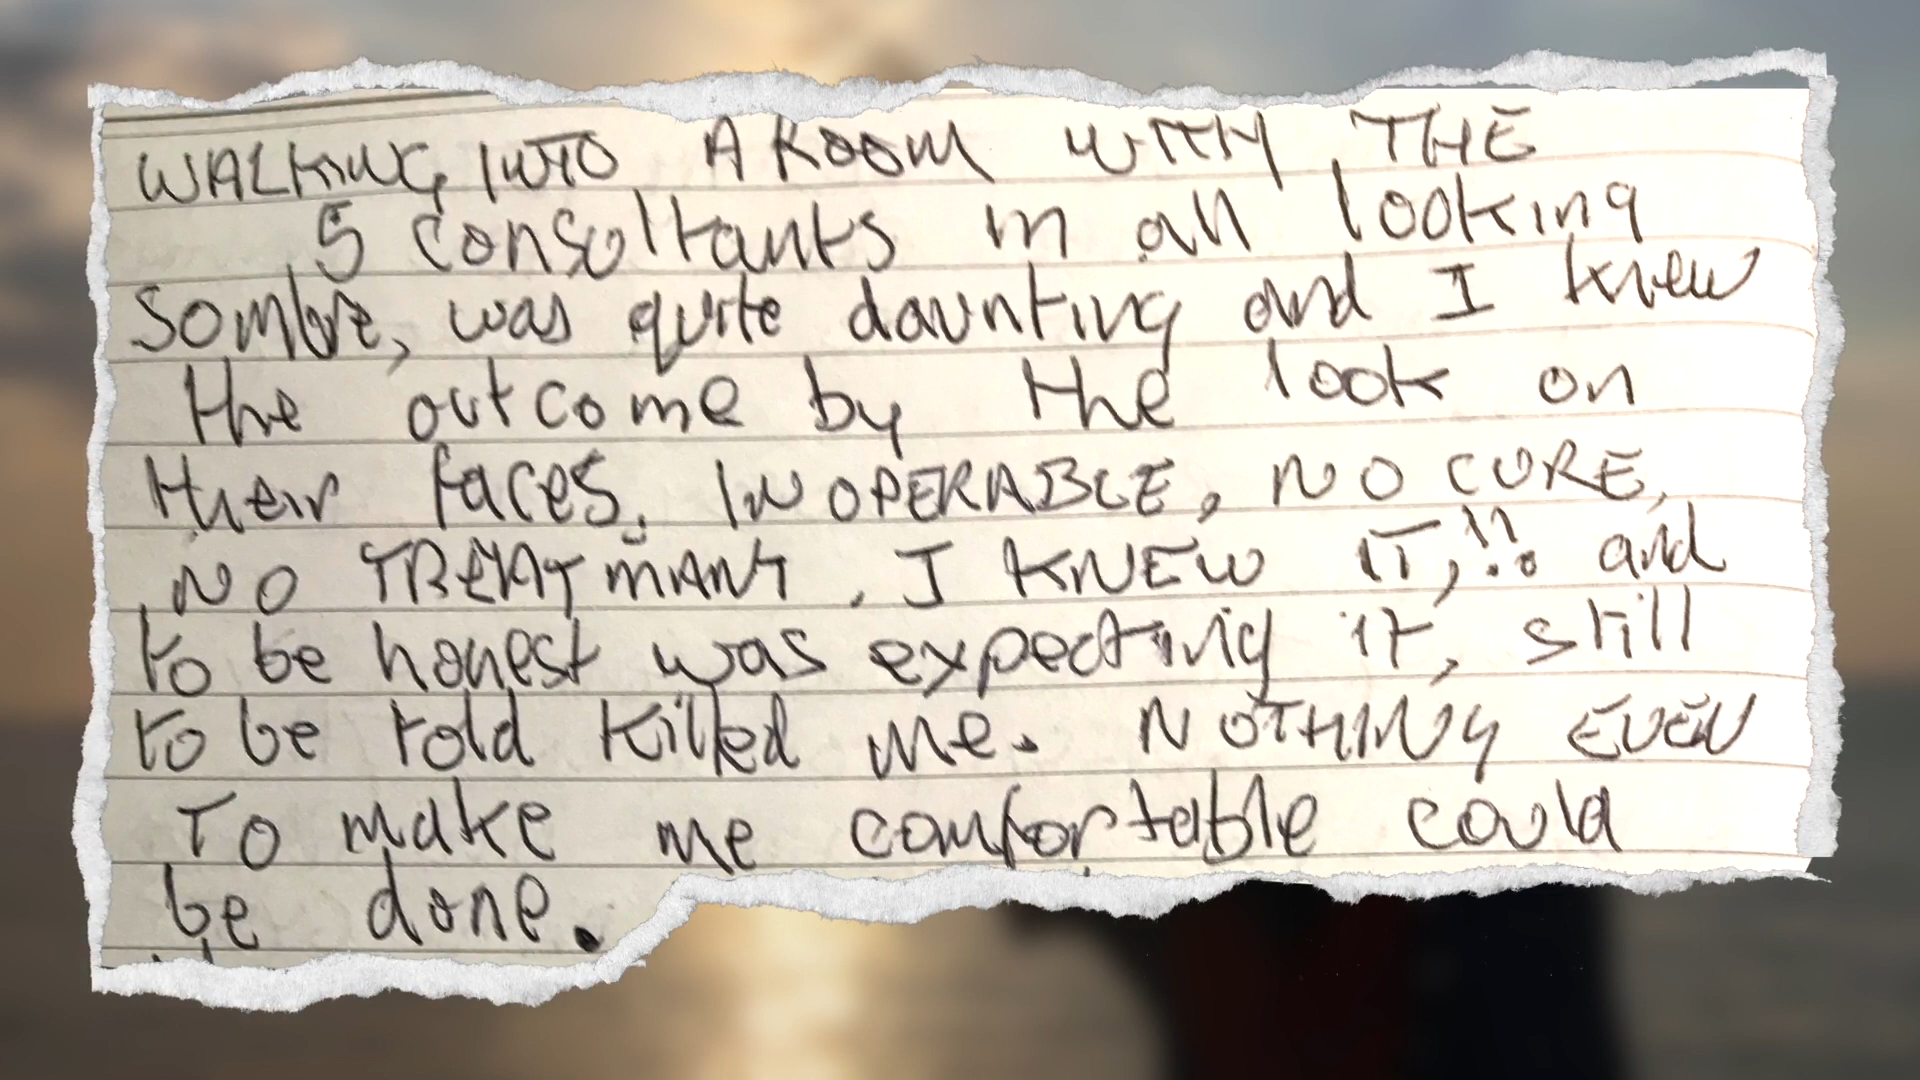 WALKING INTO A ROOM WITH THE
5 consoltants in all looking
sombre, was quite daunting and I knew
the outcome by the look on
their faces. INOPERABLE, NO CURE,
NO TREATMANT, I KNEW IT,!! and
to be honest was expecting it, still
to be told killed me. NOTHING EVEN
To make me comfortable could
be done.